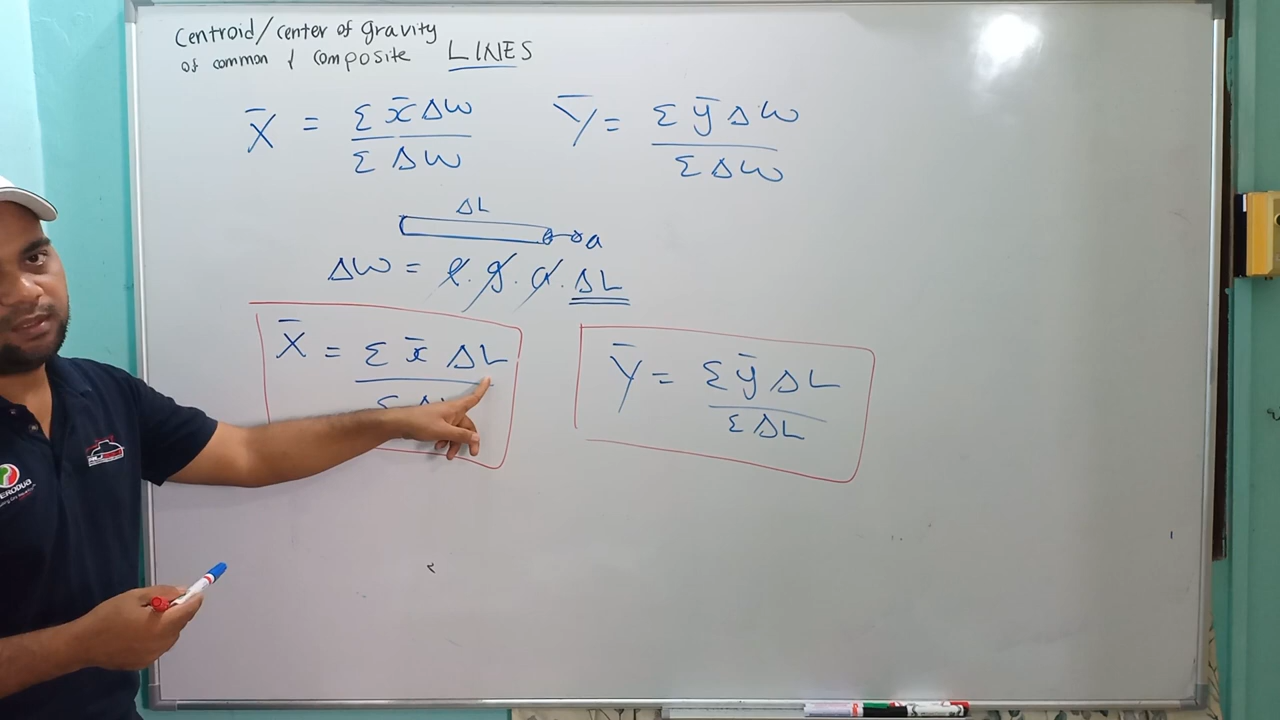 Centroid/center of gravity
of common & composite LINES
X̄ = Σ x̄ ΔW / Σ ΔW
Ȳ = Σ ȳ ΔW / Σ ΔW
ΔL
a
ΔW = ρ . g . a . ΔL
X̄ = Σ x̄ ΔL
Ȳ = Σ ȳ ΔL / Σ ΔL